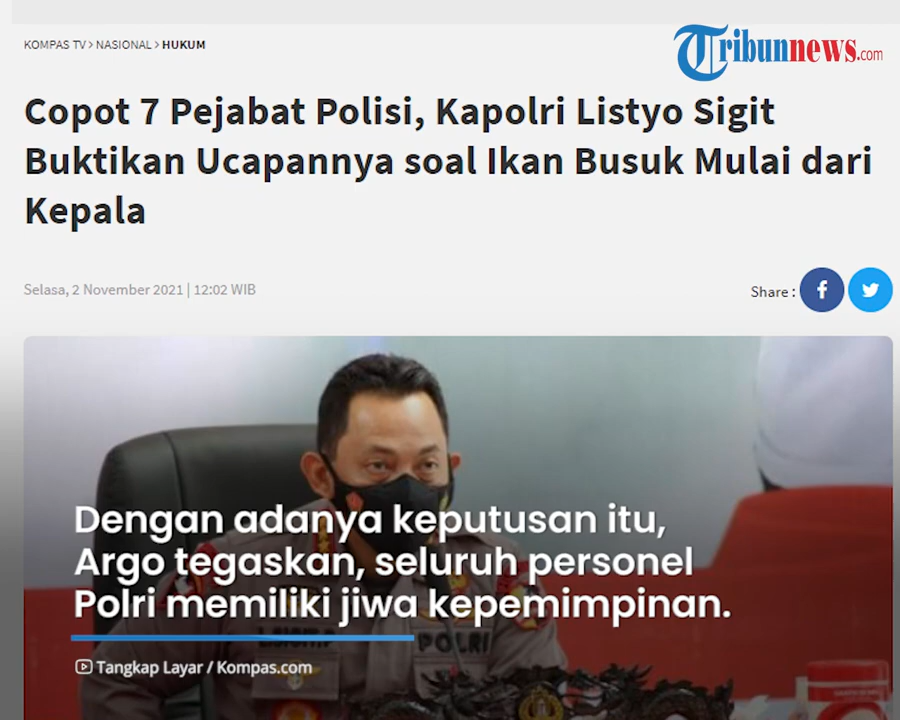 KOMPAS TV > NASIONAL > HUKUM
Tribunnews.com
Copot 7 Pejabat Polisi, Kapolri Listyo Sigit
Buktikan Ucapannya soal Ikan Busuk Mulai dari
Kepala
Selasa, 2 November 2021 | 12:02 WIB
Share :
Dengan adanya keputusan itu,
Argo tegaskan, seluruh personel
Polri memiliki jiwa kepemimpinan.
POLRI
Tangkap Layar / Kompas.com